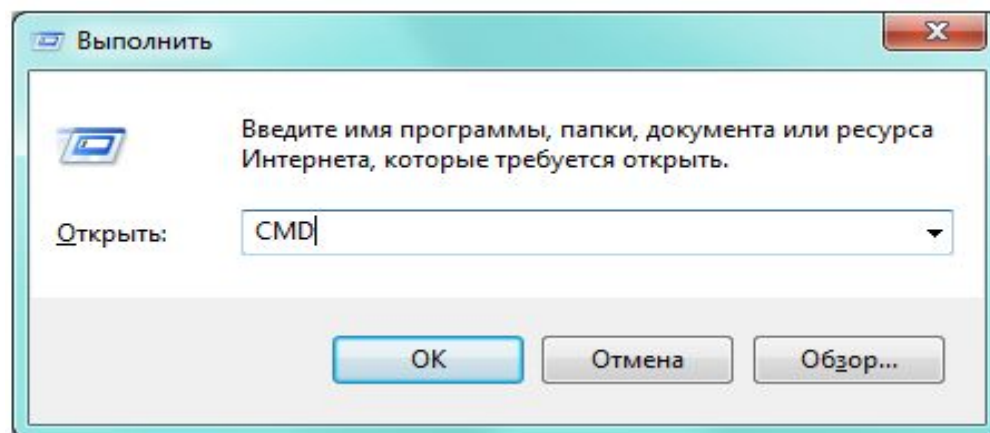 Выполнить
Введите имя программы, папки, документа или ресурса
Интернета, которые требуется открыть.
Открыть: CMD
OK Отмена Обзор...